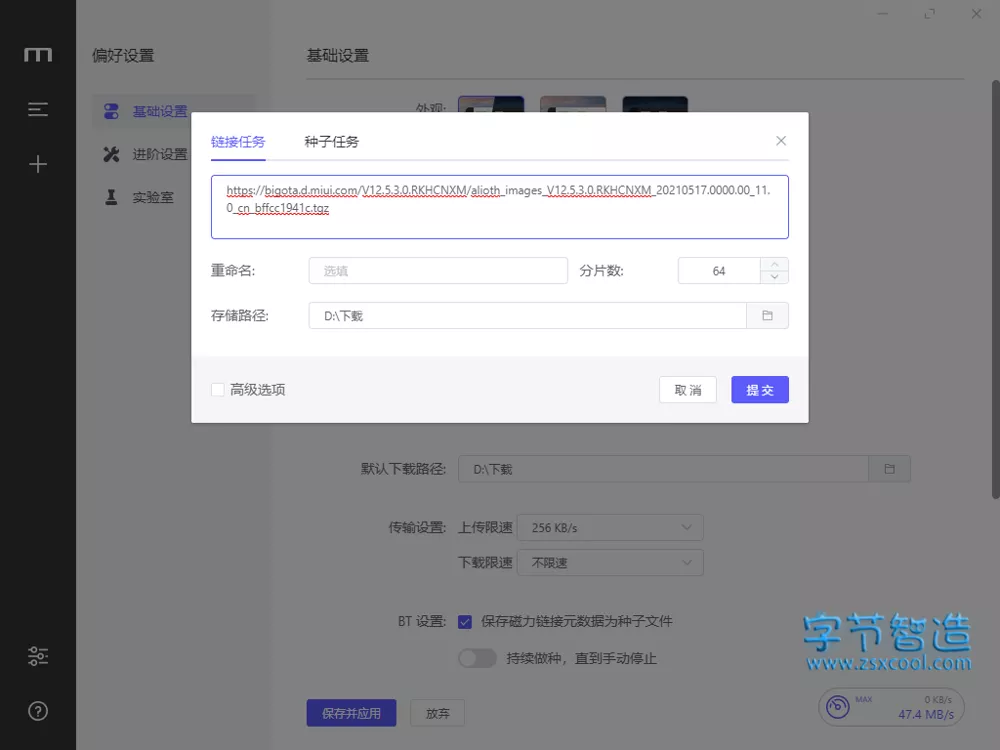 m
偏好设置
基础设置
外观:
基础设置
进阶设置
实验室
链接任务
种子任务
https://bigota.d.miui.com/V12.5.3.0.RKHCNXM/alioth_images_V12.5.3.0.RKHCNXM_20210517.0000.00_11.
0_cn_bffcc1941c.tgz
重命名: 选填 分片数: 64
存储路径: D:\下载
高级选项 取消 提交
默认下载路径: D:\下载
传输设置: 上传限速 256 KB/s
下载限速 不限速
BT 设置: 保存磁力链接元数据为种子文件
持续做种，直到手动停止
保存并应用 放弃
字节智造
www.zsxcool.com
MAX 0 KB/s
47.4 MB/s